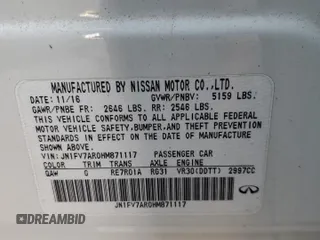 MANUFACTURED BY NISSAN MOTOR CO.,LTD.
DATE: 11/16 GVWR/PNBV: 5159 LBS.
GAWR/PNBE FR: 2646 LBS. RR: 2546 LBS.
THIS VEHICLE CONFORMS TO ALL APPLICABLE FEDERAL
MOTOR VEHICLE SAFETY,BUMPER,AND THEFT PREVENTION
STANDARDS IN EFFECT ON THE DATE OF MANUFACTURE
SHOWN ABOVE.
V.I.N.: JN1FV7AR0HM871117 PASSENGER CAR
COLOR TRIM TRANS AXLE ENGINE
QAW G RE7R01A RG31 VR30(DDTT) 2997CC
JN1FV7AR0HM871117
DREAMBID
dreambid.com